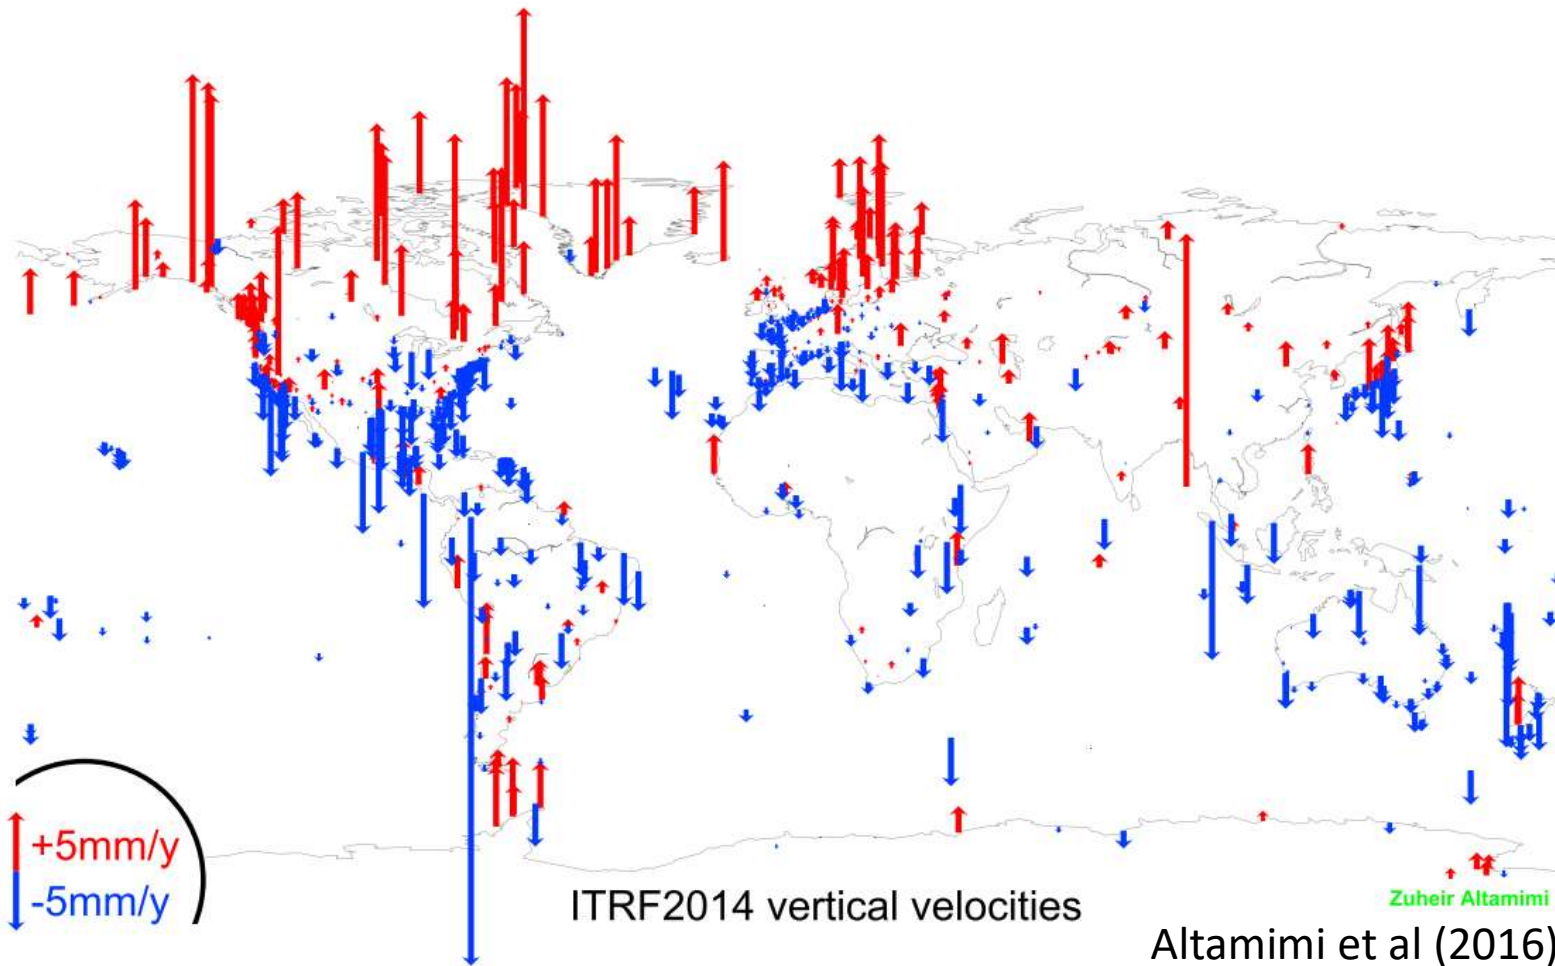 +5mm/y
-5mm/y
ITRF2014 vertical velocities
Zuheir Altamimi
Altamimi et al (2016)